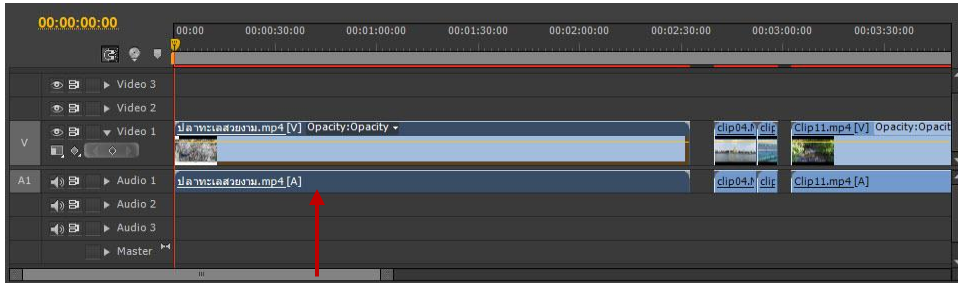 00:00:00:00
00:00 00:00:30:00 00:01:00:00 00:01:30:00 00:02:00:00 00:02:30:00 00:03:00:00 00:03:30:00
Video 3
Video 2
V Video 1 ปลาทะเลสวยงาม.mp4 [V] Opacity:Opacity clip04.M clip Clip11.mp4 [V] Opacity:Opacit
A1 Audio 1 ปลาทะเลสวยงาม.mp4 [A] clip04.M clip Clip11.mp4 [A]
Audio 2
Audio 3
Master